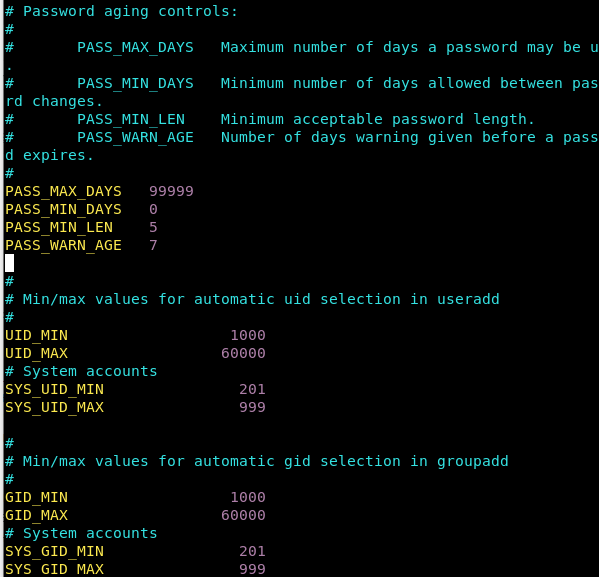 # Password aging controls:
#
#       PASS_MAX_DAYS   Maximum number of days a password may be u
.
#       PASS_MIN_DAYS   Minimum number of days allowed between pas
rd changes.
#       PASS_MIN_LEN    Minimum acceptable password length.
#       PASS_WARN_AGE   Number of days warning given before a pass
d expires.
#
PASS_MAX_DAYS   99999
PASS_MIN_DAYS   0
PASS_MIN_LEN    5
PASS_WARN_AGE   7
#
# Min/max values for automatic uid selection in useradd
#
UID_MIN                  1000
UID_MAX                 60000
# System accounts
SYS_UID_MIN               201
SYS_UID_MAX               999
#
# Min/max values for automatic gid selection in groupadd
#
GID_MIN                  1000
GID_MAX                 60000
# System accounts
SYS_GID_MIN               201
SYS_GID_MAX               999